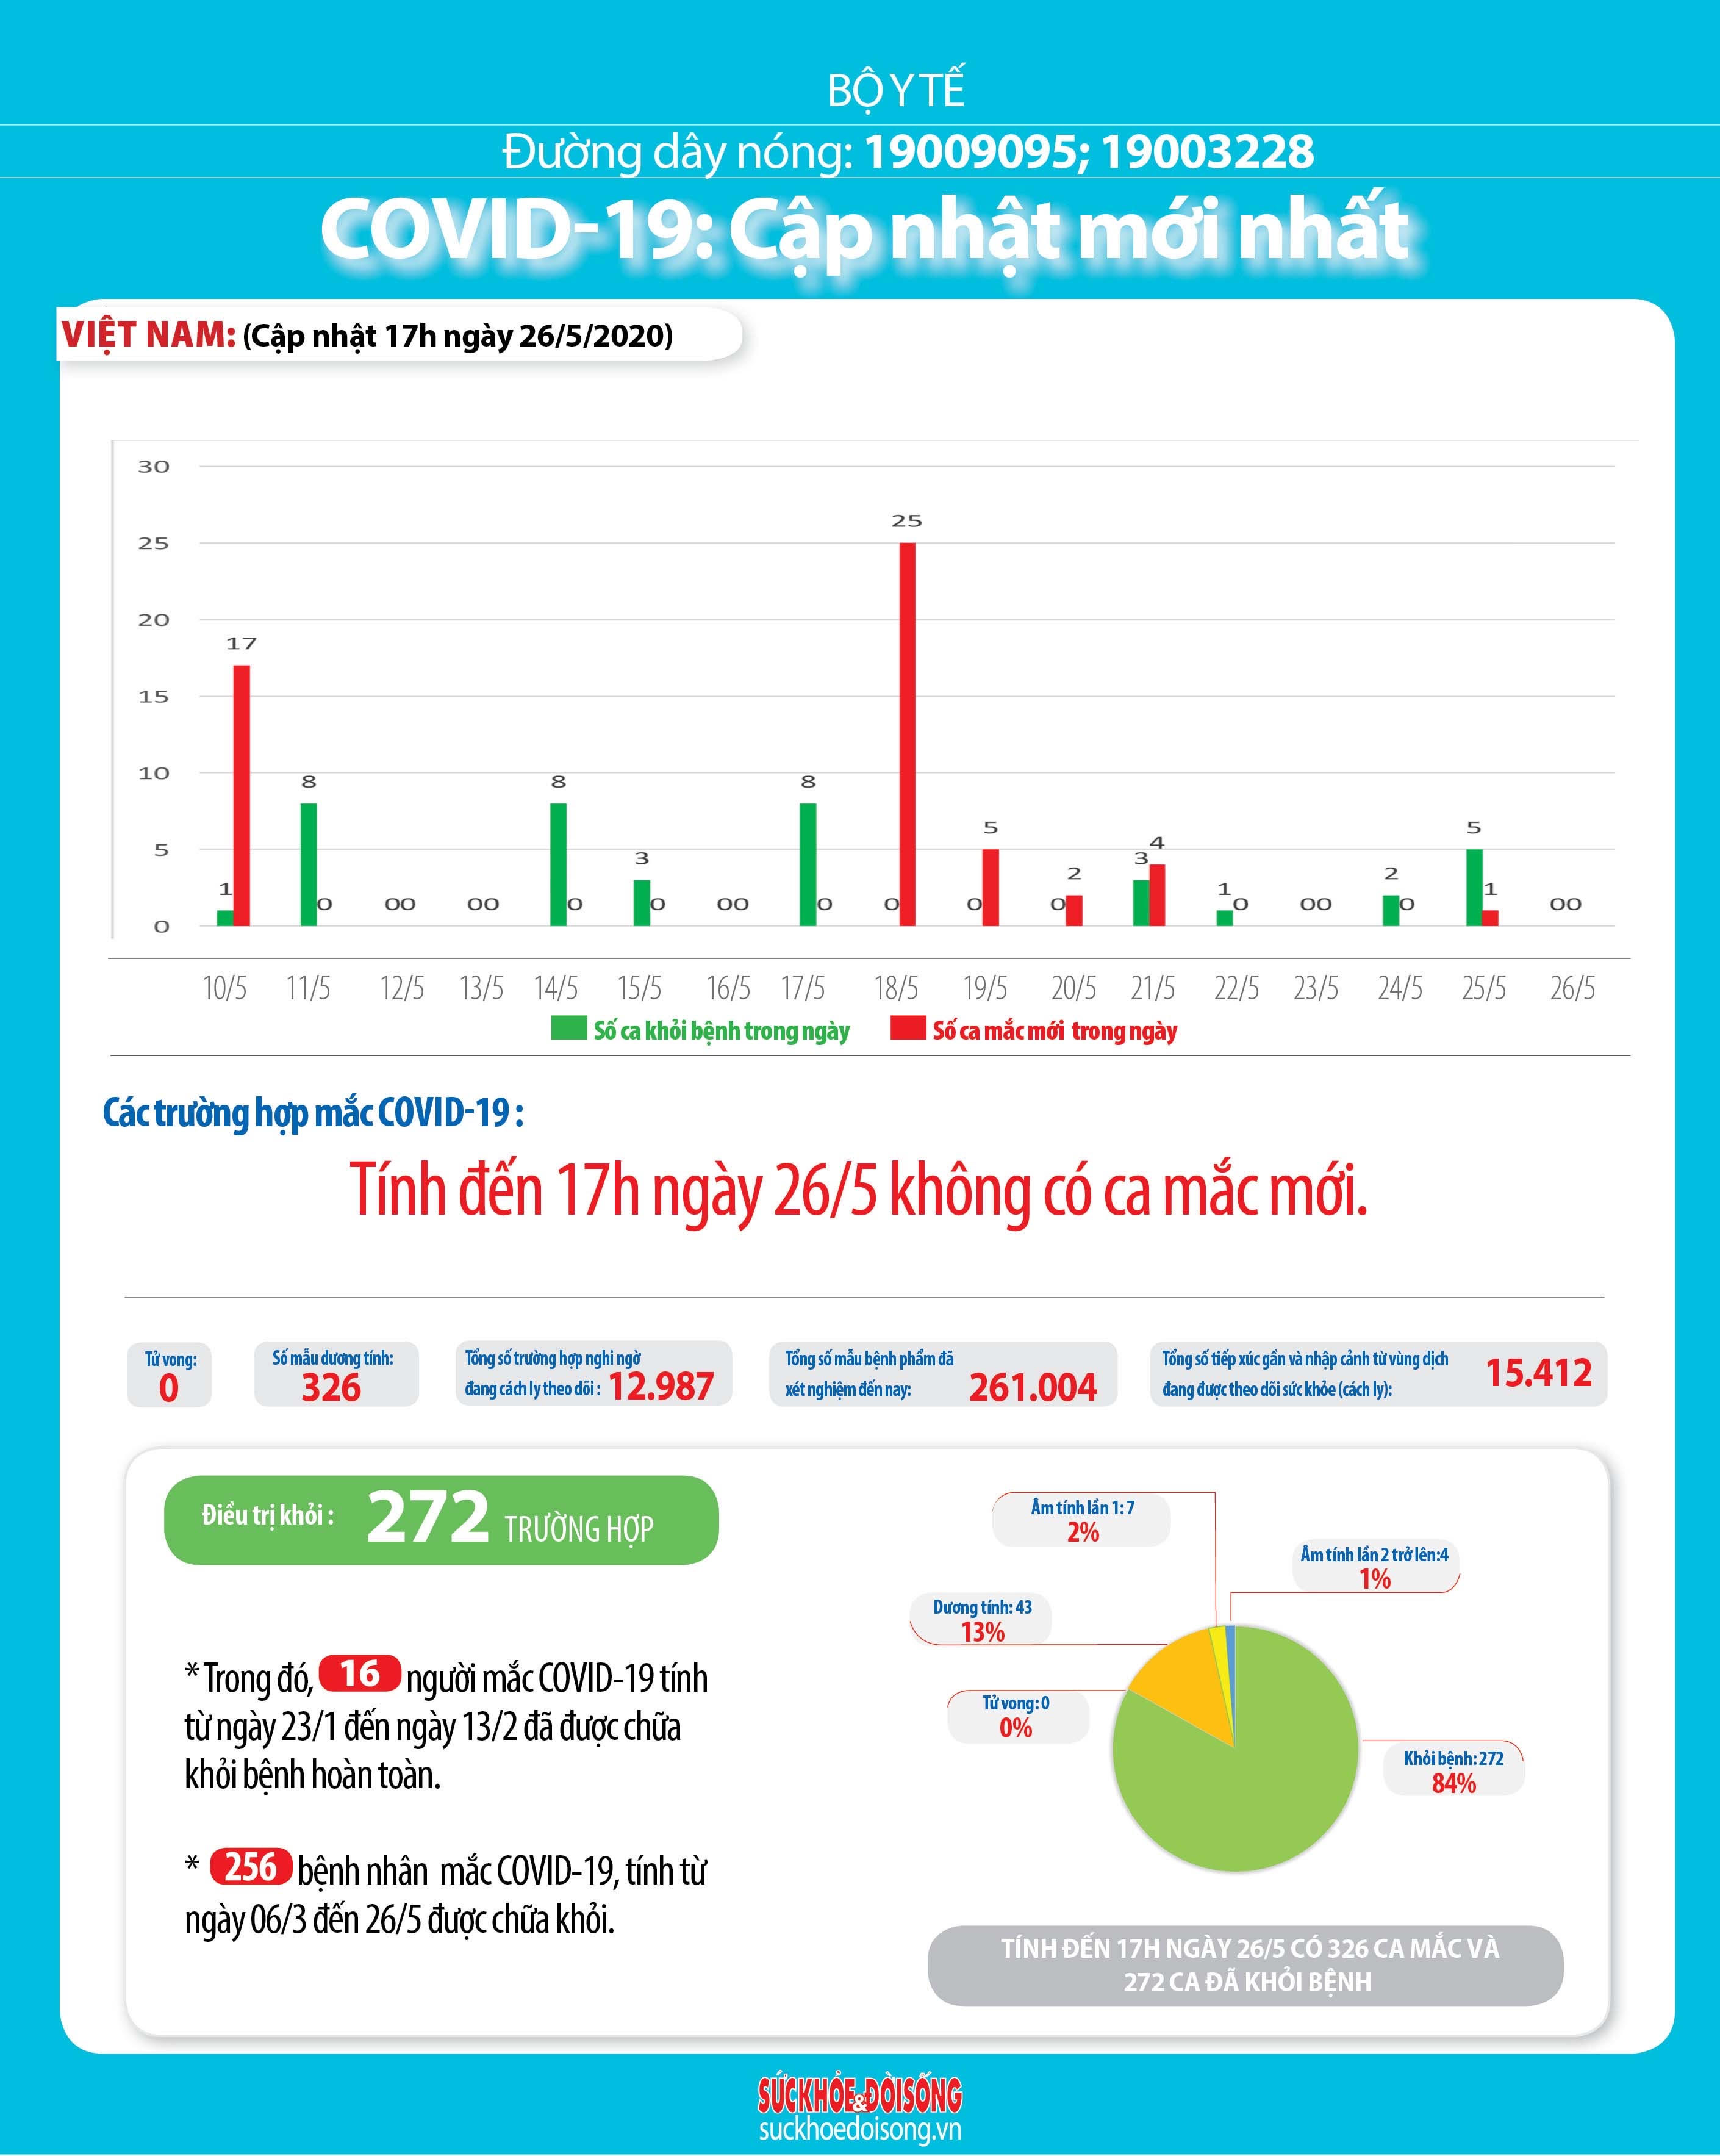 BỘ Y TẾ
Đường dây nóng: 19009095; 19003228
COVID-19: Cập nhật mới nhất
VIỆT NAM: (Cập nhật 17h ngày 26/5/2020)
30
25
20
15
10
5
0
1 17
8 0
0 0
0 0
8 0
3 0
0 0
8 0
0 25
0 5
0 2
3 4
1 0
0 0
2 0
5 1
0 0
10/5 11/5 12/5 13/5 14/5 15/5 16/5 17/5 18/5 19/5 20/5 21/5 22/5 23/5 24/5 25/5 26/5
Số ca khỏi bệnh trong ngày Số ca mắc mới trong ngày
Các trường hợp mắc COVID-19 :
Tính đến 17h ngày 26/5 không có ca mắc mới.
Tử vong:
0
Số mẫu dương tính:
326
Tổng số trường hợp nghi ngờ
đang cách ly theo dõi : 12.987
Tổng số mẫu bệnh phẩm đã
xét nghiệm đến nay: 261.004
Tổng số tiếp xúc gần và nhập cảnh từ vùng dịch
đang được theo dõi sức khỏe (cách ly): 15.412
Điều trị khỏi : 272 TRƯỜNG HỢP
* Trong đó, 16 người mắc COVID-19 tính
từ ngày 23/1 đến ngày 13/2 đã được chữa
khỏi bệnh hoàn toàn.
* 256 bệnh nhân mắc COVID-19, tính từ
ngày 06/3 đến 26/5 được chữa khỏi.
Âm tính lần 1: 7
2%
Âm tính lần 2 trở lên:4
1%
Dương tính: 43
13%
Tử vong: 0
0%
Khỏi bệnh: 272
84%
TÍNH ĐẾN 17H NGÀY 26/5 CÓ 326 CA MẮC VÀ
272 CA ĐÃ KHỎI BỆNH
SỨCKHỎE&ĐỜISỐNG
suckhoedoisong.vn